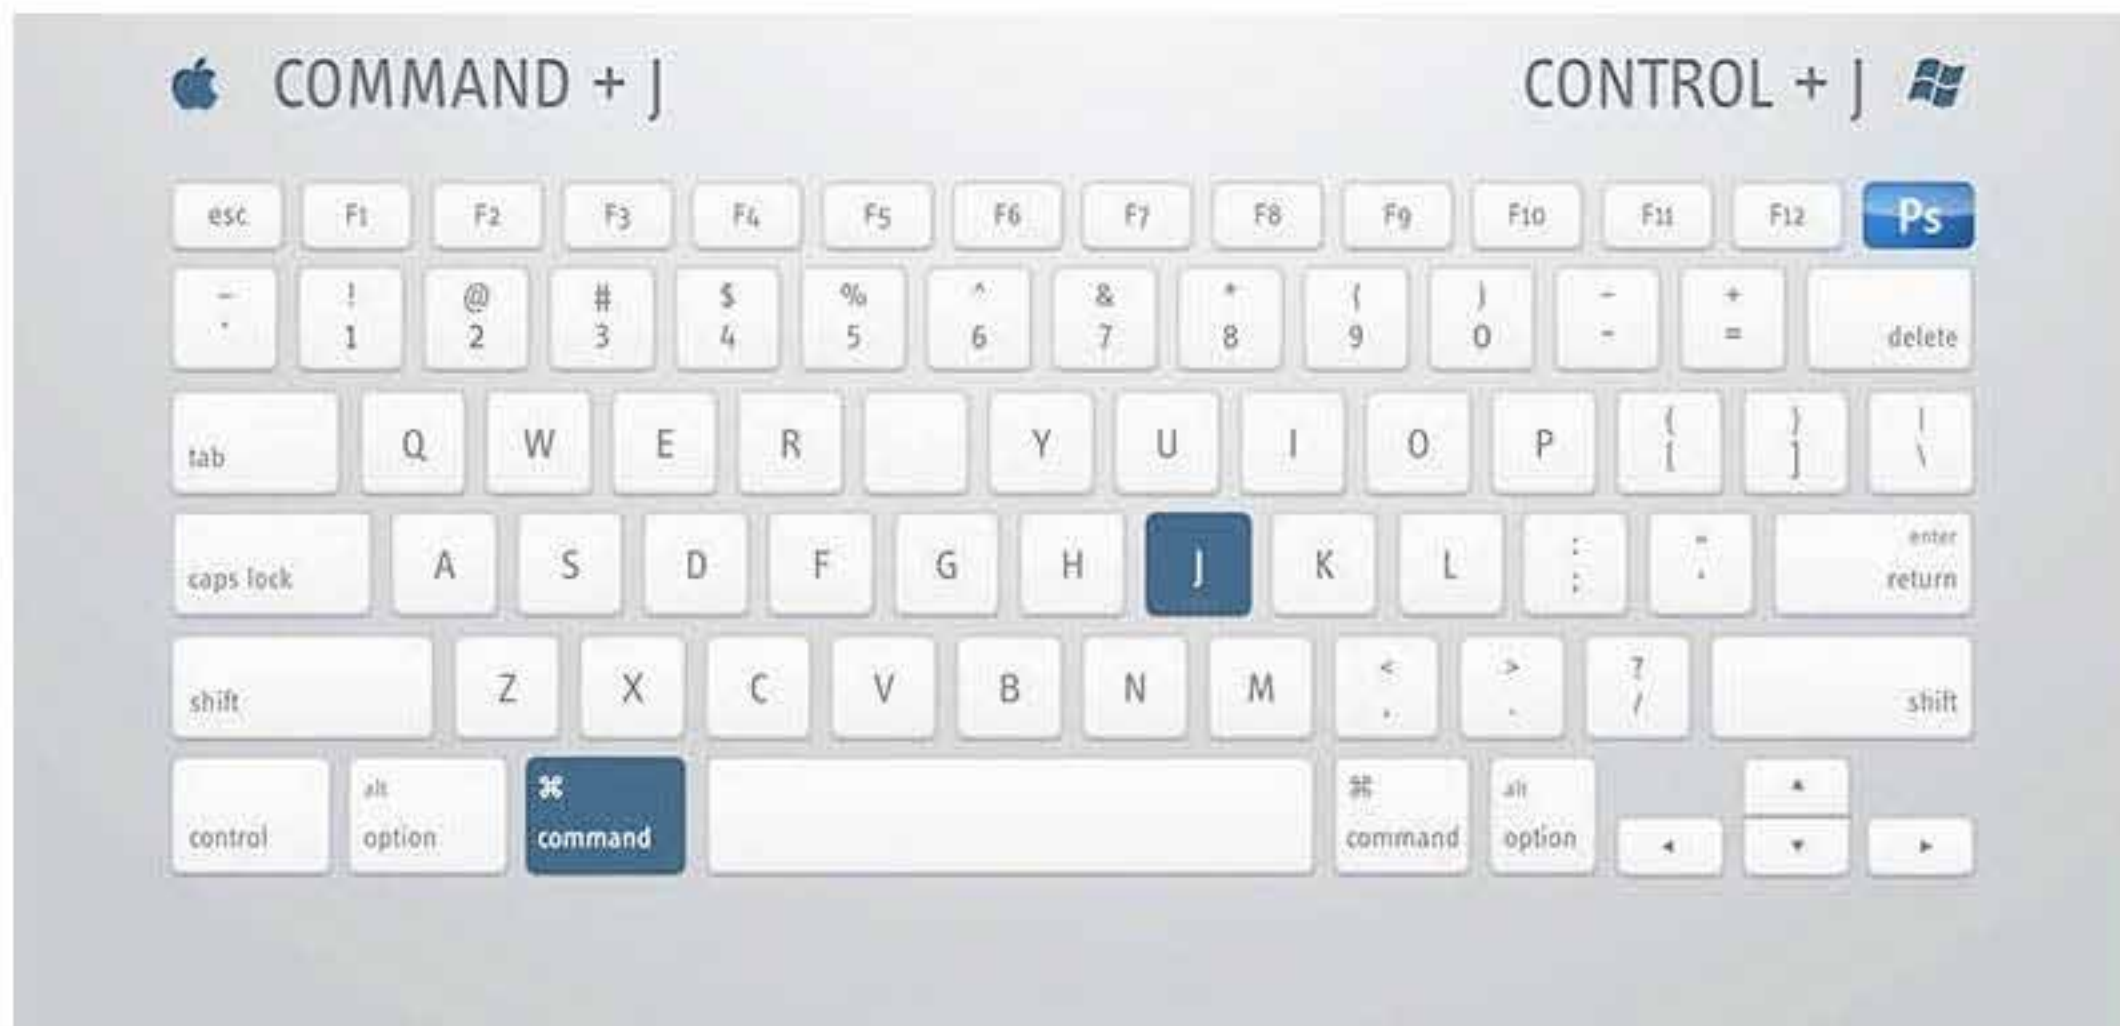 COMMAND + J
CONTROL + J
esc F1 F2 F3 F4 F5 F6 F7 F8 F9 F10 F11 F12 Ps
! @ # $ % ^ & * ( ) – +
1 2 3 4 5 6 7 8 9 0 - = delete
tab Q W E R Y U I O P { [ } ] | \
caps lock A S D F G H J K L : ; " ' enter return
shift Z X C V B N M < , > . ? / shift
control alt option ⌘ command ⌘ command alt option